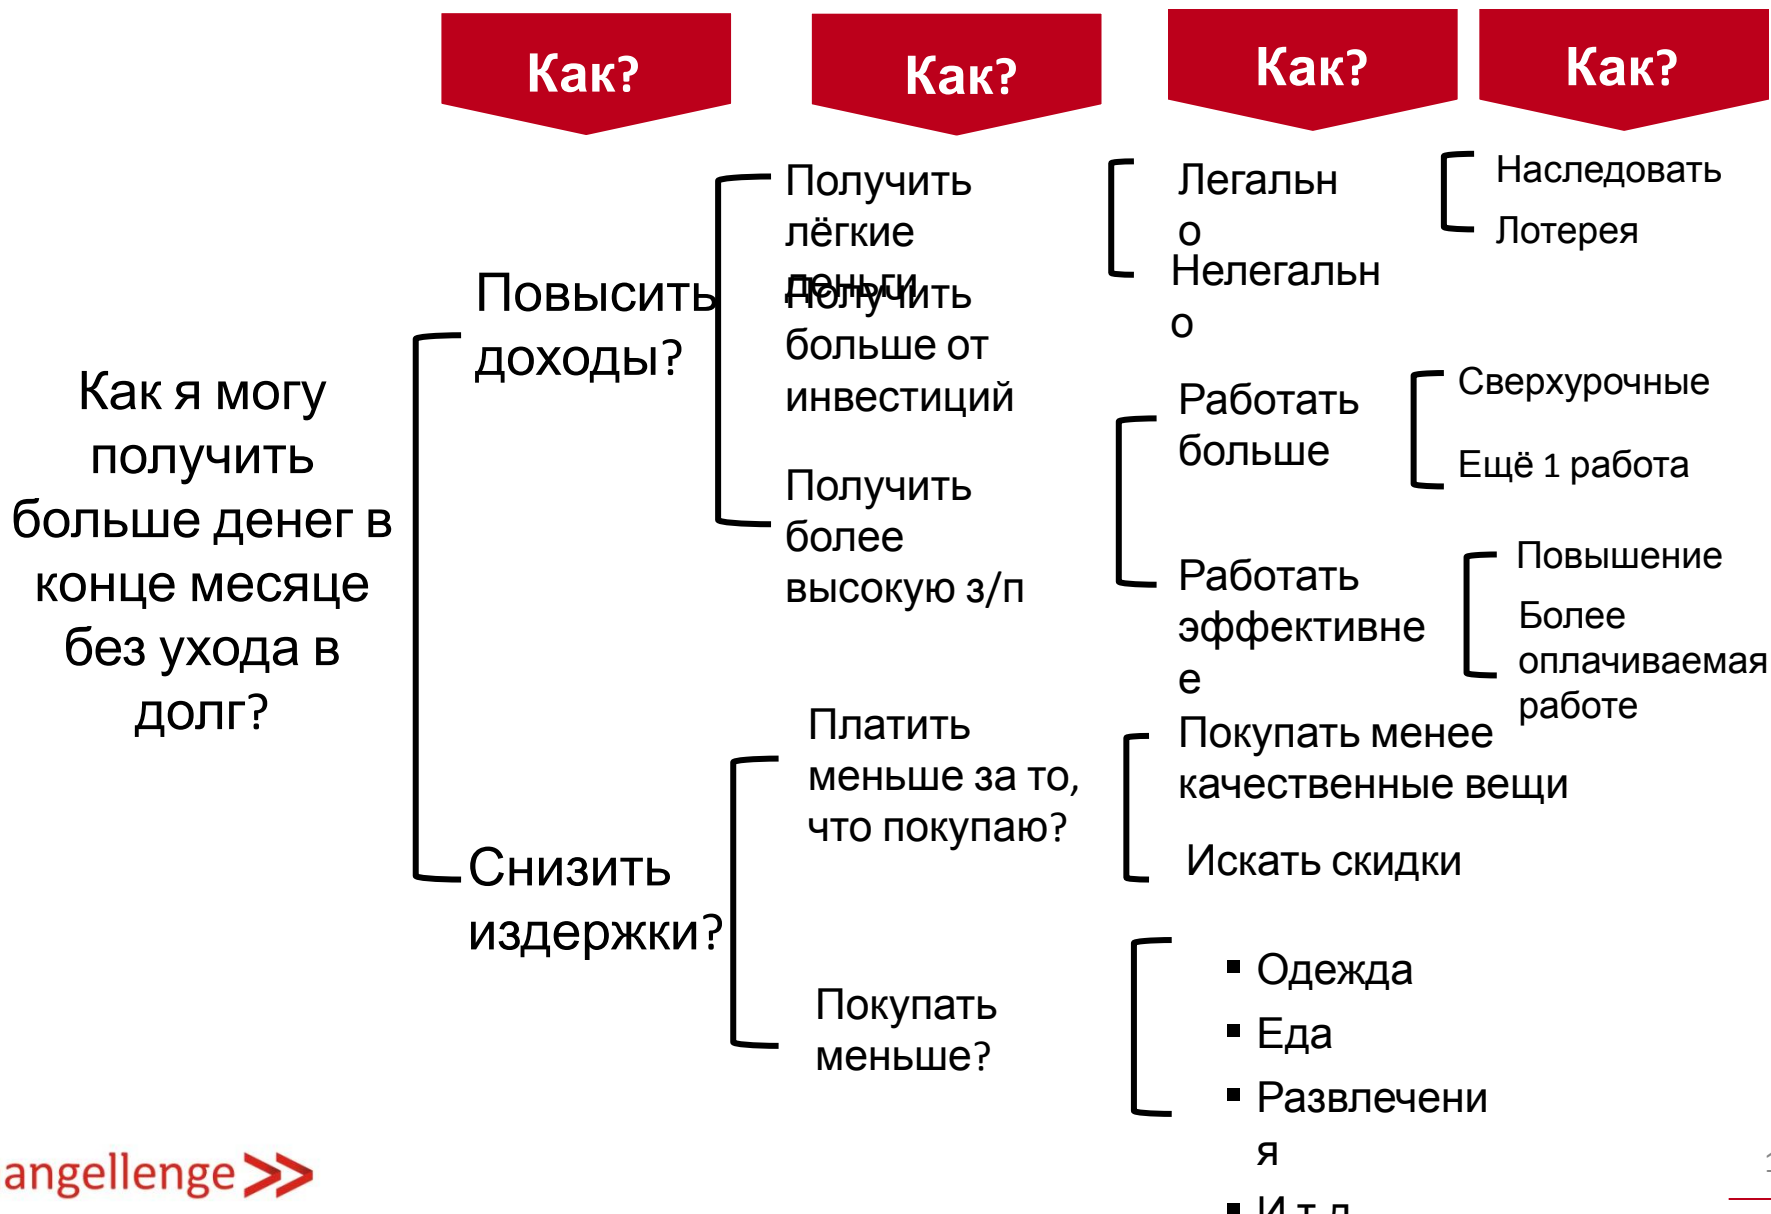 Как?
Как?
Как?
Как?
Как я могу
получить
больше денег в
конце месяце
без ухода в
долг?
Повысить
доходы?
Снизить
издержки?
Получить
лёгкие
деньги
Получить
больше от
инвестиций
Получить
более
высокую з/п
Платить
меньше за то,
что покупаю?
Покупать
меньше?
Легальн
о
Нелегальн
о
Работать
больше
Работать
эффективне
е
Покупать менее
качественные вещи
Искать скидки
▪ Одежда
▪ Еда
▪ Развлечени
я
▪ И т.д.
Наследовать
Лотерея
Сверхурочные
Ещё 1 работа
Повышение
Более
оплачиваемая
работе
angellenge